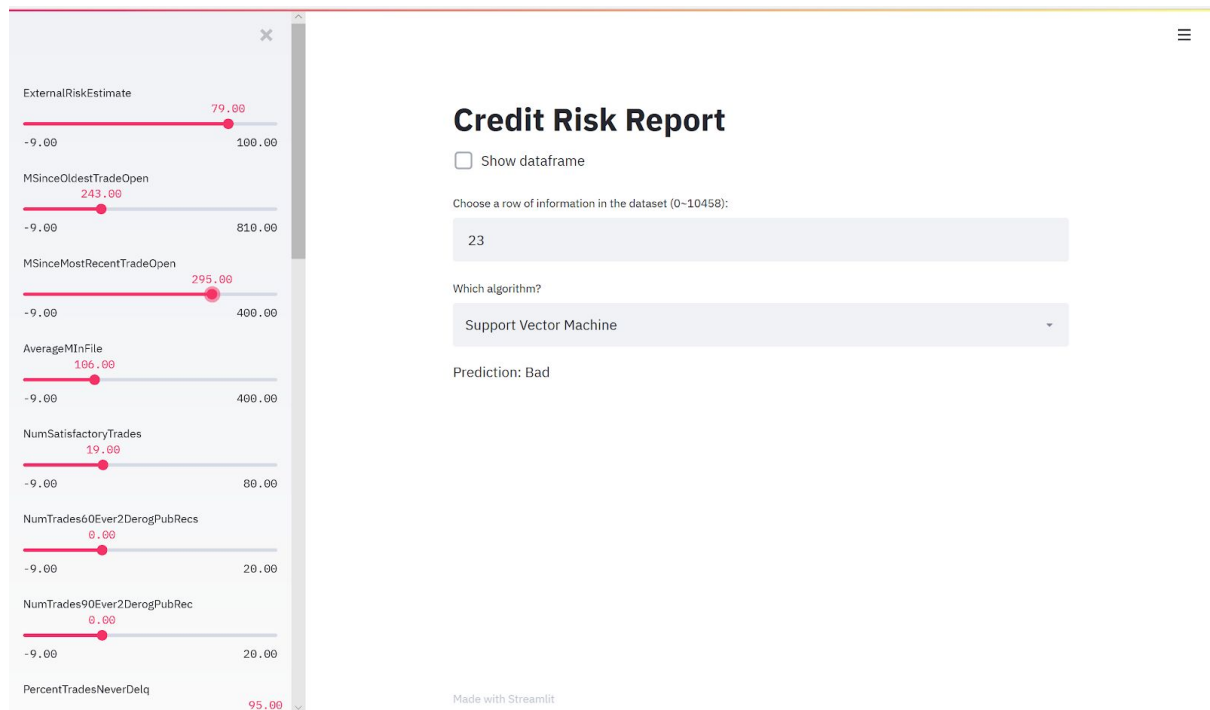 ExternalRiskEstimate
79.00
-9.00 100.00
MSinceOldestTradeOpen
243.00
-9.00 810.00
MSinceMostRecentTradeOpen
295.00
-9.00 400.00
AverageMInFile
106.00
-9.00 400.00
NumSatisfactoryTrades
19.00
-9.00 80.00
NumTrades60Ever2DerogPubRecs
0.00
-9.00 20.00
NumTrades90Ever2DerogPubRec
0.00
-9.00 20.00
PercentTradesNeverDelq
95.00
Credit Risk Report
Show dataframe
Choose a row of information in the dataset (0~10458):
23
Which algorithm?
Support Vector Machine
Prediction: Bad
Made with Streamlit